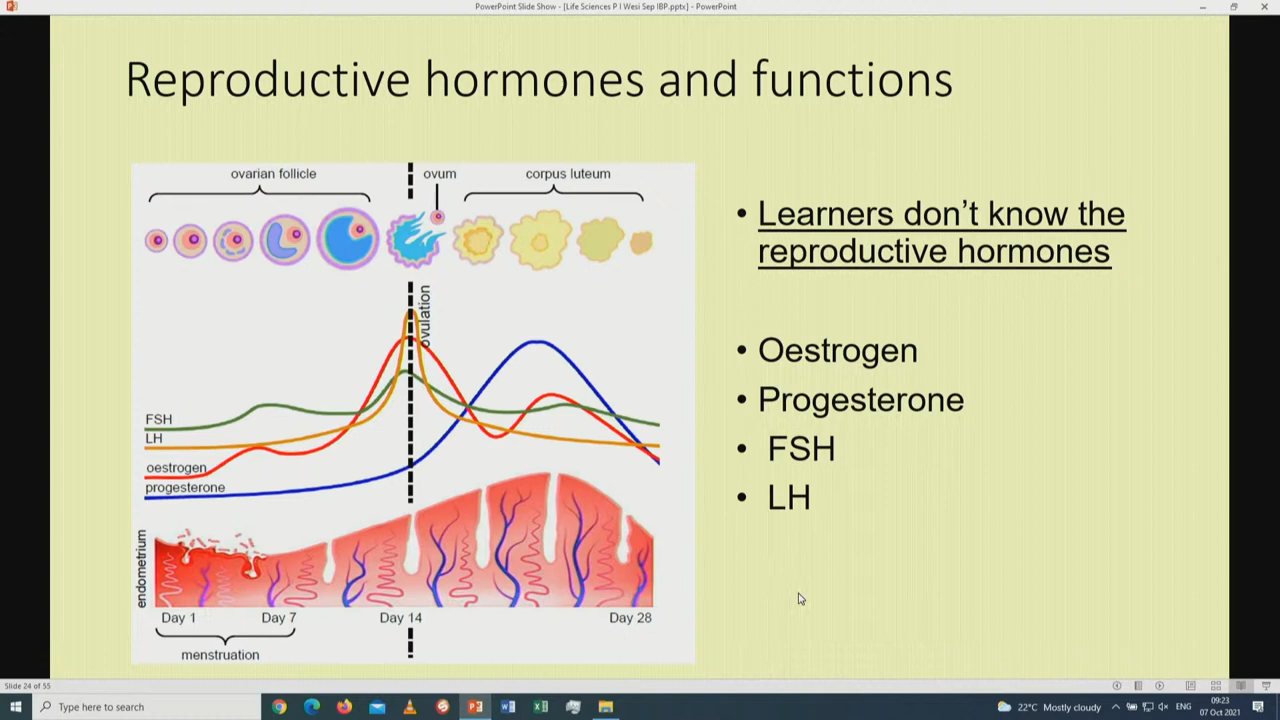 PowerPoint Slide Show - [Life Sciences P I Wesi Sep IBP.pptx] - PowerPoint
Reproductive hormones and functions
ovarian follicle
ovum
corpus luteum
ovulation
FSH
LH
oestrogen
progesterone
endometrium
Day 1
Day 7
Day 14
Day 28
menstruation
• Learners don't know the
reproductive hormones
• Oestrogen
• Progesterone
• FSH
• LH
Slide 24 of 55
Type here to search
22°C Mostly cloudy
ENG
09:23
07 Oct 2021